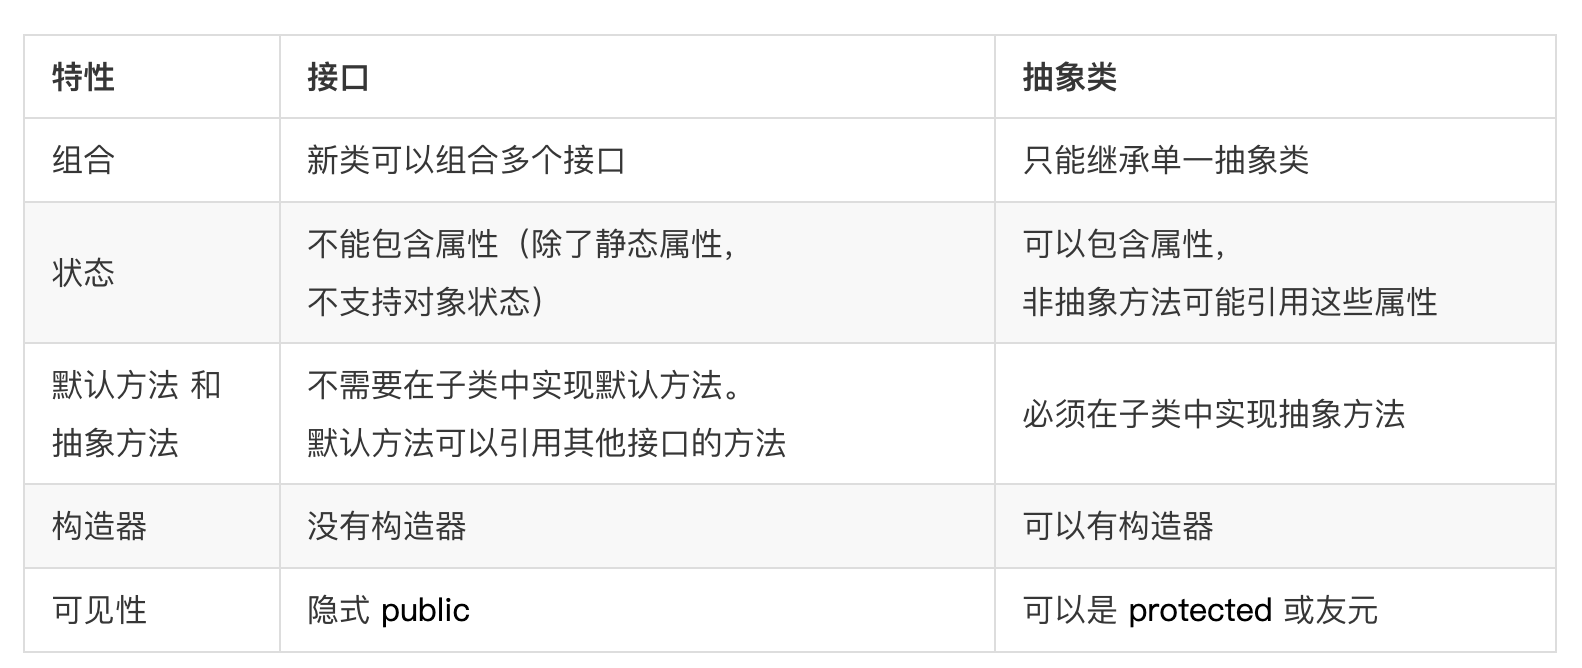 特性 接口 抽象类
组合 新类可以组合多个接口 只能继承单一抽象类
状态
不能包含属性（除了静态属性，
不支持对象状态）
可以包含属性，
非抽象方法可能引用这些属性
默认方法 和
抽象方法
不需要在子类中实现默认方法。
默认方法可以引用其他接口的方法
必须在子类中实现抽象方法
构造器 没有构造器 可以有构造器
可见性 隐式 public 可以是 protected 或友元